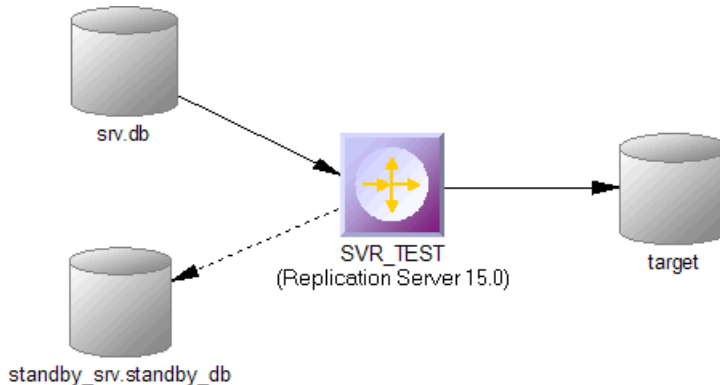 srv.db
SVR_TEST
(Replication Server 15.0)
target
standby_srv.standby_db